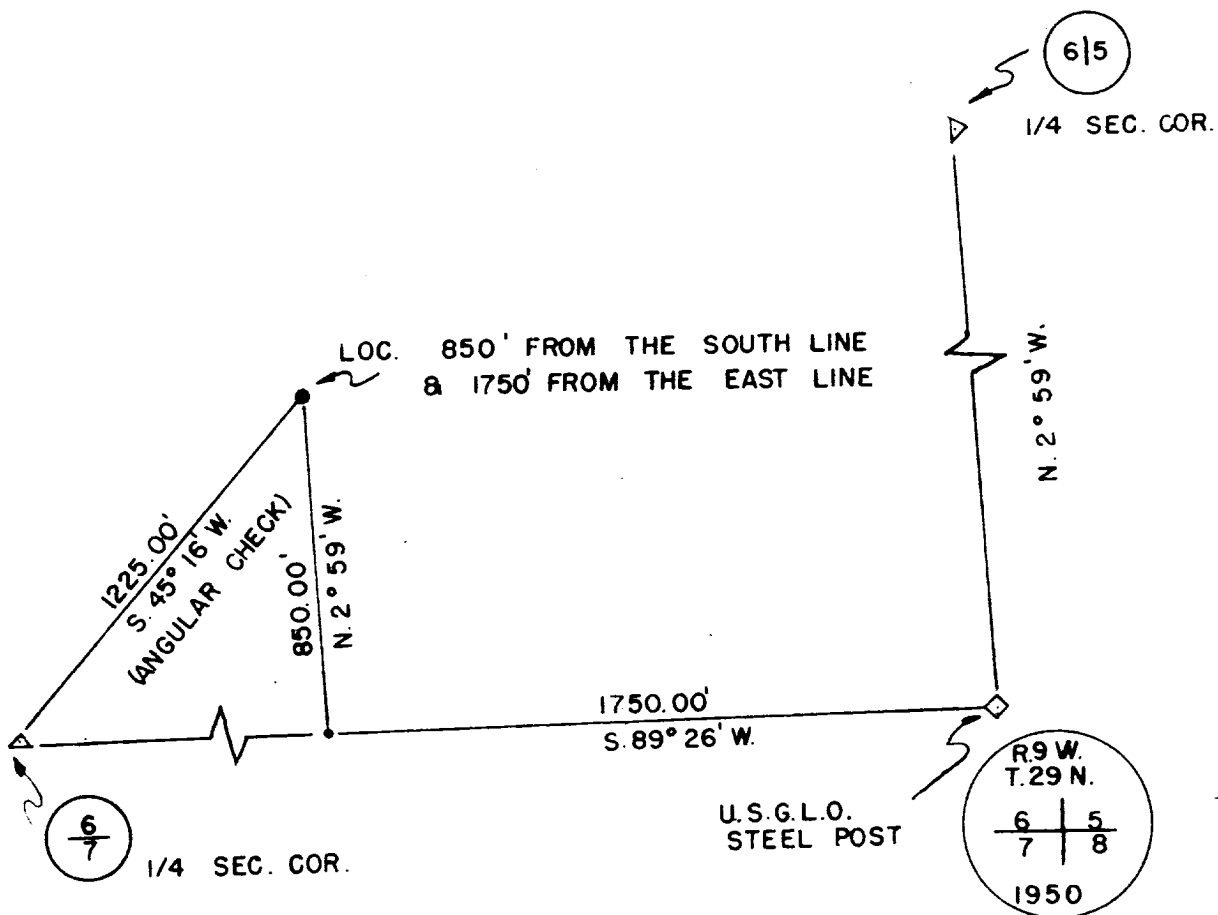 6|5
1/4 SEC. COR.
LOC. 850' FROM THE SOUTH LINE
& 1750' FROM THE EAST LINE
N. 2° 59' W.
1225.00'
S. 45° 16' W.
(ANGULAR CHECK)
850.00'
N. 2° 59' W.
1750.00'
S. 89° 26' W.
6
7
1/4 SEC. COR.
U.S.G.L.O.
STEEL POST
R.9 W.
T.29 N.
6 5
7 8
1950